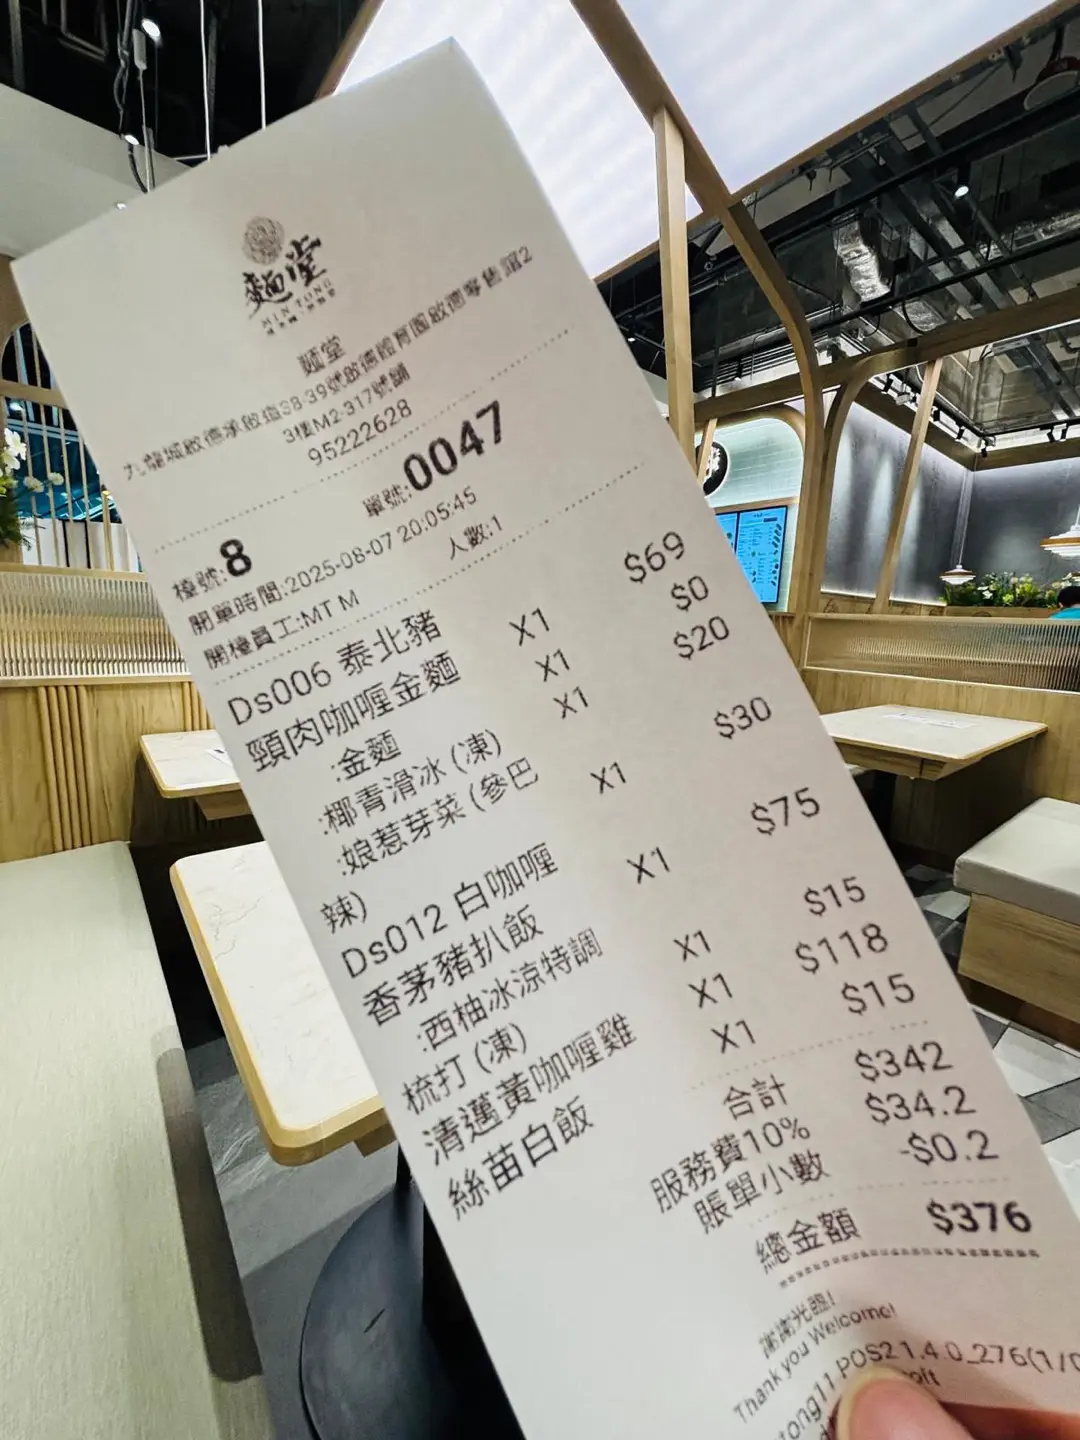 麵堂
MIN TUNG
麵堂
九龍城啟德承啟道38-39號啟德體育園啟德零售館2
3樓M2-317號舖
95222628
單號:0047
檯號:8
開單時間:2025-08-07 20:05:45
開檯員工:MT M 人數:1
Ds006 泰北豬 X1 $69
頸肉咖喱金麵
:金麵 X1 $0
:椰青滑冰 (凍) X1 $20
:娘惹芽菜 (參巴 X1 $30
辣)
Ds012 白咖喱 X1 $75
香茅豬扒飯
:西柚冰涼特調 X1 $15
梳打 (凍)
清邁黃咖喱雞 X1 $118
絲苗白飯 X1 $15
合計 $342
服務費10% $34.2
賬單小數 -$0.2
總金額 $376
謝謝光臨!
Thank you Welcome!